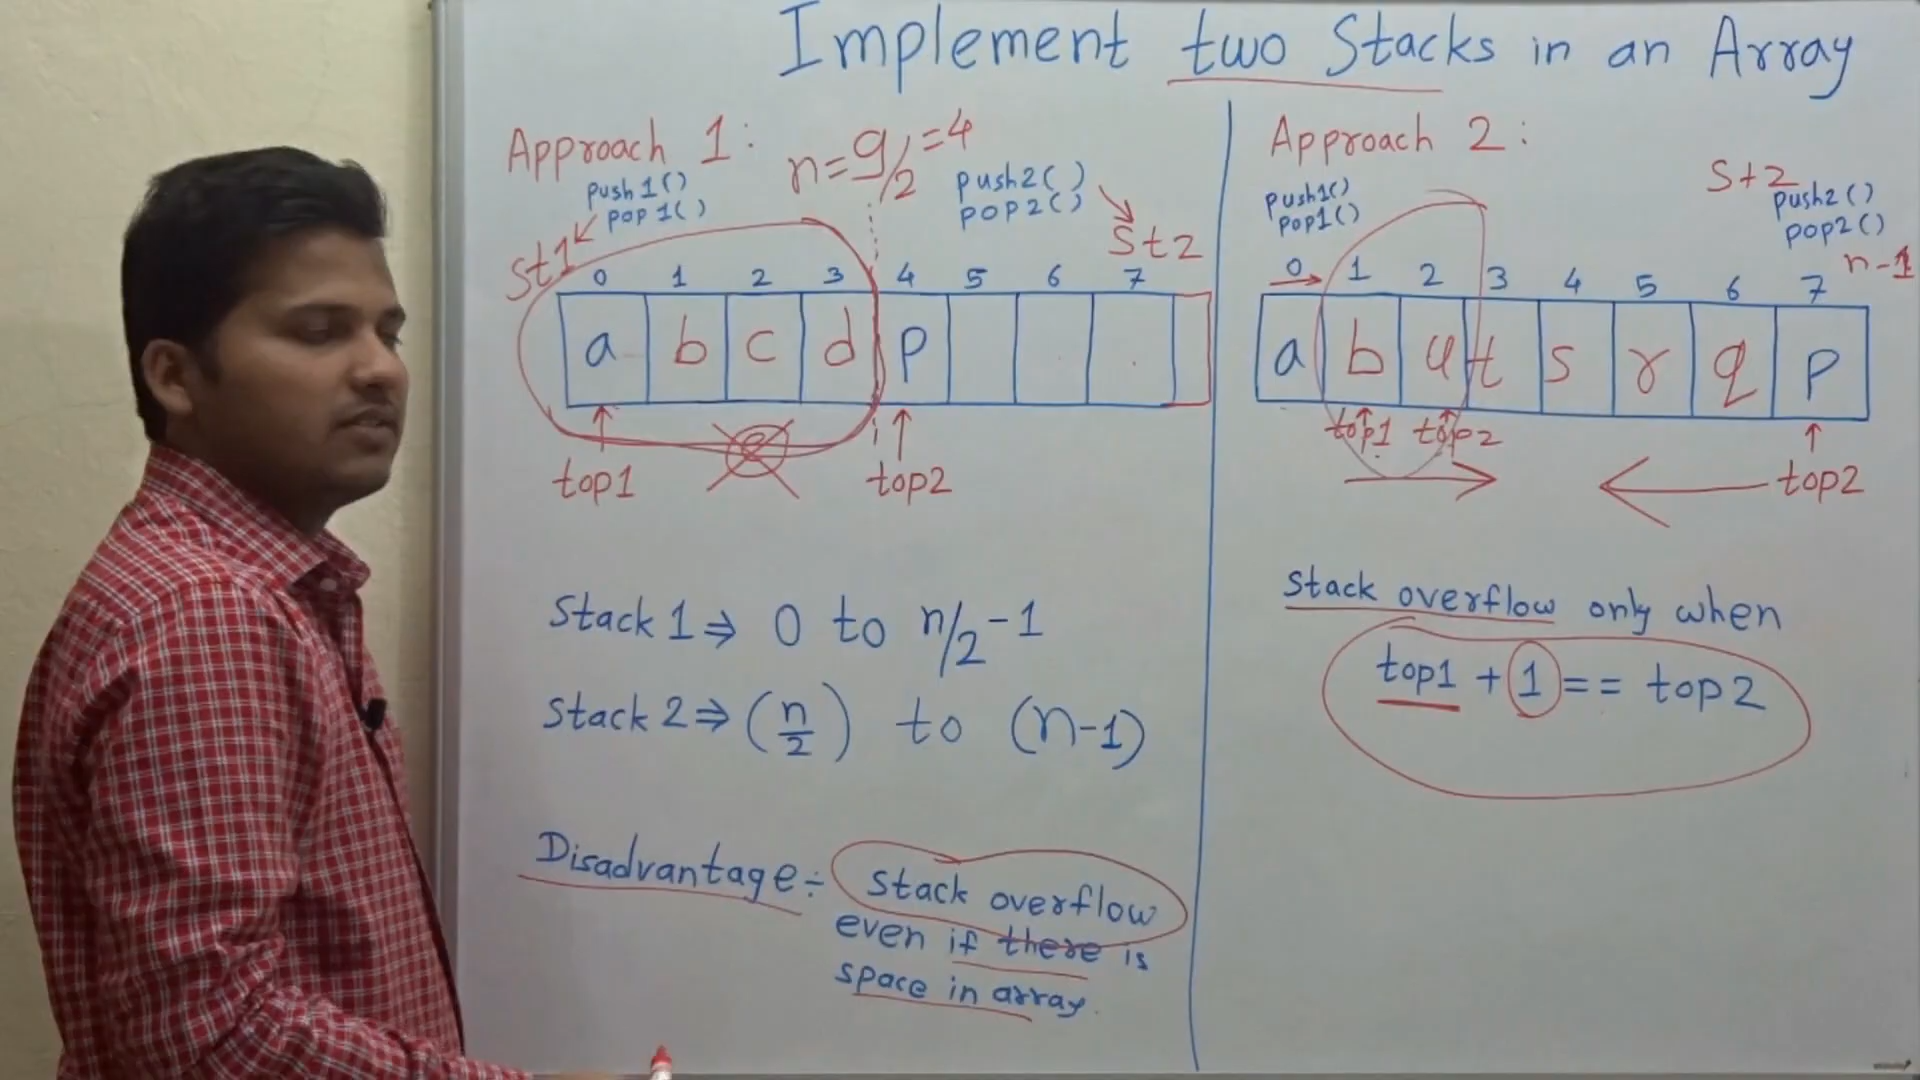 Implement two Stacks in an Array
Approach 1:
n=9/2=4
push1()
pop1()
push2()
pop2()
St1
St2
0 1 2 3 4 5 6 7
a b c d p
top1
top2
Stack 1 ⇒ 0 to n/2-1
Stack 2 ⇒ (n/2) to (n-1)
Disadvantage:- Stack overflow
even if there is
space in array.
Approach 2:
push1()
pop1()
St2
push2()
pop2()
n-1
0 1 2 3 4 5 6 7
a b u t s r q p
top1 top2
top2
Stack overflow only when
top1 + 1 == top2